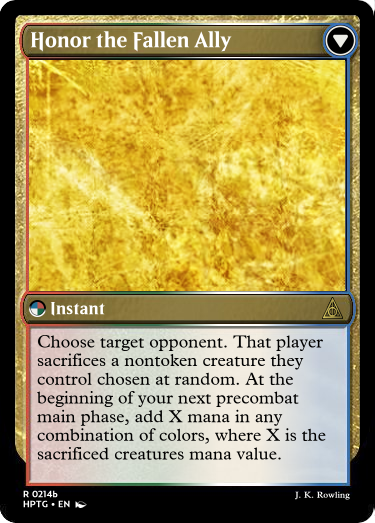 Honor the Fallen Ally
Instant
Choose target opponent. That player
sacrifices a nontoken creature they
control chosen at random. At the
beginning of your next precombat
main phase, add X mana in any
combination of colors, where X is the
sacrificed creatures mana value.
R 0214b
HPTG • EN J. K. Rowling